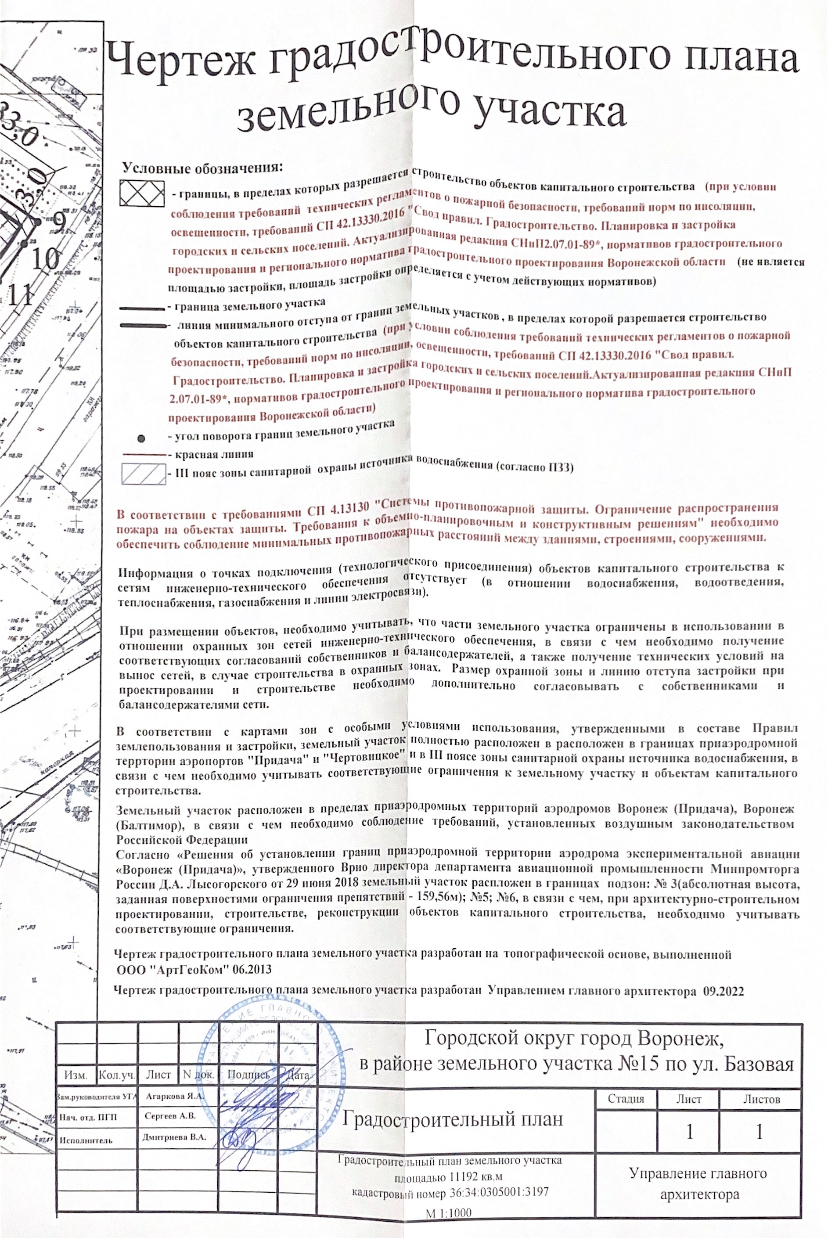 Чертеж градостроительного плана
земельного участка
33,0
3,0
9
10
11
Условные обозначения:
- границы, в пределах которых разрешается строительство объектов капитального строительства (при условии
соблюдения требований технических регламентов о пожарной безопасности, требований норм по инсоляции,
освещенности, требований СП 42.13330.2016 "Свод правил. Градостроительство. Планировка и застройка
городских и сельских поселений. Актуализированная редакция СНиП2.07.01-89*, нормативов градостроительного
проектирования и регионального норматива градостроительного проектирования Воронежской области (не является
площадью застройки, площадь застройки определяется с учетом действующих нормативов)
- граница земельного участка
- линия минимального отступа от границ земельных участков, в пределах которой разрешается строительство
объектов капитального строительства (при условии соблюдения требований технических регламентов о пожарной
безопасности, требований норм по инсоляции, освещенности, требований СП 42.13330.2016 "Свод правил.
Градостроительство. Планировка и застройка городских и сельских поселений.Актуализированная редакция СНиП
2.07.01-89*, нормативов градостроительного проектирования и регионального норматива градостроительного
проектирования Воронежской области)
- угол поворота границ земельного участка
- красная линия
- III пояс зоны санитарной охраны источника водоснабжения (согласно ПЗЗ)
В соответствии с требованиями СП 4.13130 "Системы противопожарной защиты. Ограничение распространения
пожара на объектах защиты. Требования к объемно-планировочным и конструктивным решениям" необходимо
обеспечить соблюдение минимальных противопожарных расстояний между зданиями, строениями, сооружениями.
Информация о точках подключения (технологического присоединения) объектов капитального строительства к
сетям инженерно-технического обеспечения отсутствует (в отношении водоснабжения, водоотведения,
теплоснабжения, газоснабжения и линии электросвязи).
При размещении объектов, необходимо учитывать, что части земельного участка ограничены в использовании в
отношении охранных зон сетей инженерно-технического обеспечения, в связи с чем необходимо получение
соответствующих согласований собственников и балансодержателей, а также получение технических условий на
вынос сетей, в случае строительства в охранных зонах. Размер охранной зоны и линию отступа застройки при
проектировании и строительстве необходимо дополнительно согласовывать с собственниками и
балансодержателями сети.
В соответствии с картами зон с особыми условиями использования, утвержденными в составе Правил
землепользования и застройки, земельный участок полностью расположен в расположен в границах приаэродромной
терртории аэропортов "Придача" и "Чертовицкое" и в III поясе зоны санитарной охраны источника водоснабжения, в
связи с чем необходимо учитывать соответствующие ограничения к земельному участку и объектам капитального
строительства.
Земельный участок расположен в пределах приаэродромных территорий аэродромов Воронеж (Придача), Воронеж
(Балтимор), в связи с чем необходимо соблюдение требований, установленных воздушным законодательством
Российской Федерации
Согласно «Решения об установлении границ приаэродромной территории аэродрома экспериментальной авиации
«Воронеж (Придача)», утвержденного Врио директора департамента авиационной промышленности Минпромторга
России Д.А. Лысогорского от 29 июня 2018 земельный участок распложен в границах подзон: № 3(абсолютная высота,
заданная поверхностями ограничения препятствий - 159,56м); №5; №6, в связи с чем, при архитектурно-строительном
проектировании, строительстве, реконструкции объектов капитального строительства, необходимо учитывать
соответствующие ограничения.
Чертеж градостроительного плана земельного участка разработан на топографической основе, выполненной
ООО "АртГеоКом" 06.2013
Чертеж градостроительного плана земельного участка разработан Управлением главного архитектора 09.2022
Городской округ город Воронеж,
в районе земельного участка №15 по ул. Базовая
Изм. Кол.уч. Лист N док. Подпись Дата
Зам.руководителя УГА Агаркова Я.А.
Нач. отд. ПГП Сергеев А.В.
Исполнитель Дмитриева В.А.
Градостроительный план
Стадия Лист Листов
1 1
Градостроительный план земельного участка
площадью 11192 кв.м
кадастровый номер 36:34:0305001:3197
М 1:1000
Управление главного
архитектора